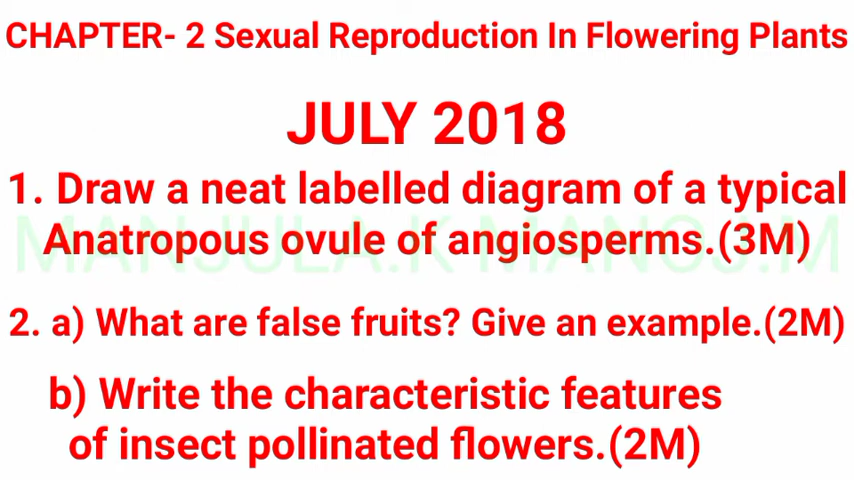 CHAPTER- 2 Sexual Reproduction In Flowering Plants
JULY 2018
1. Draw a neat labelled diagram of a typical
Anatropous ovule of angiosperms.(3M)
MANJULA.K MANOJ.M
2. a) What are false fruits? Give an example.(2M)
b) Write the characteristic features
of insect pollinated flowers.(2M)